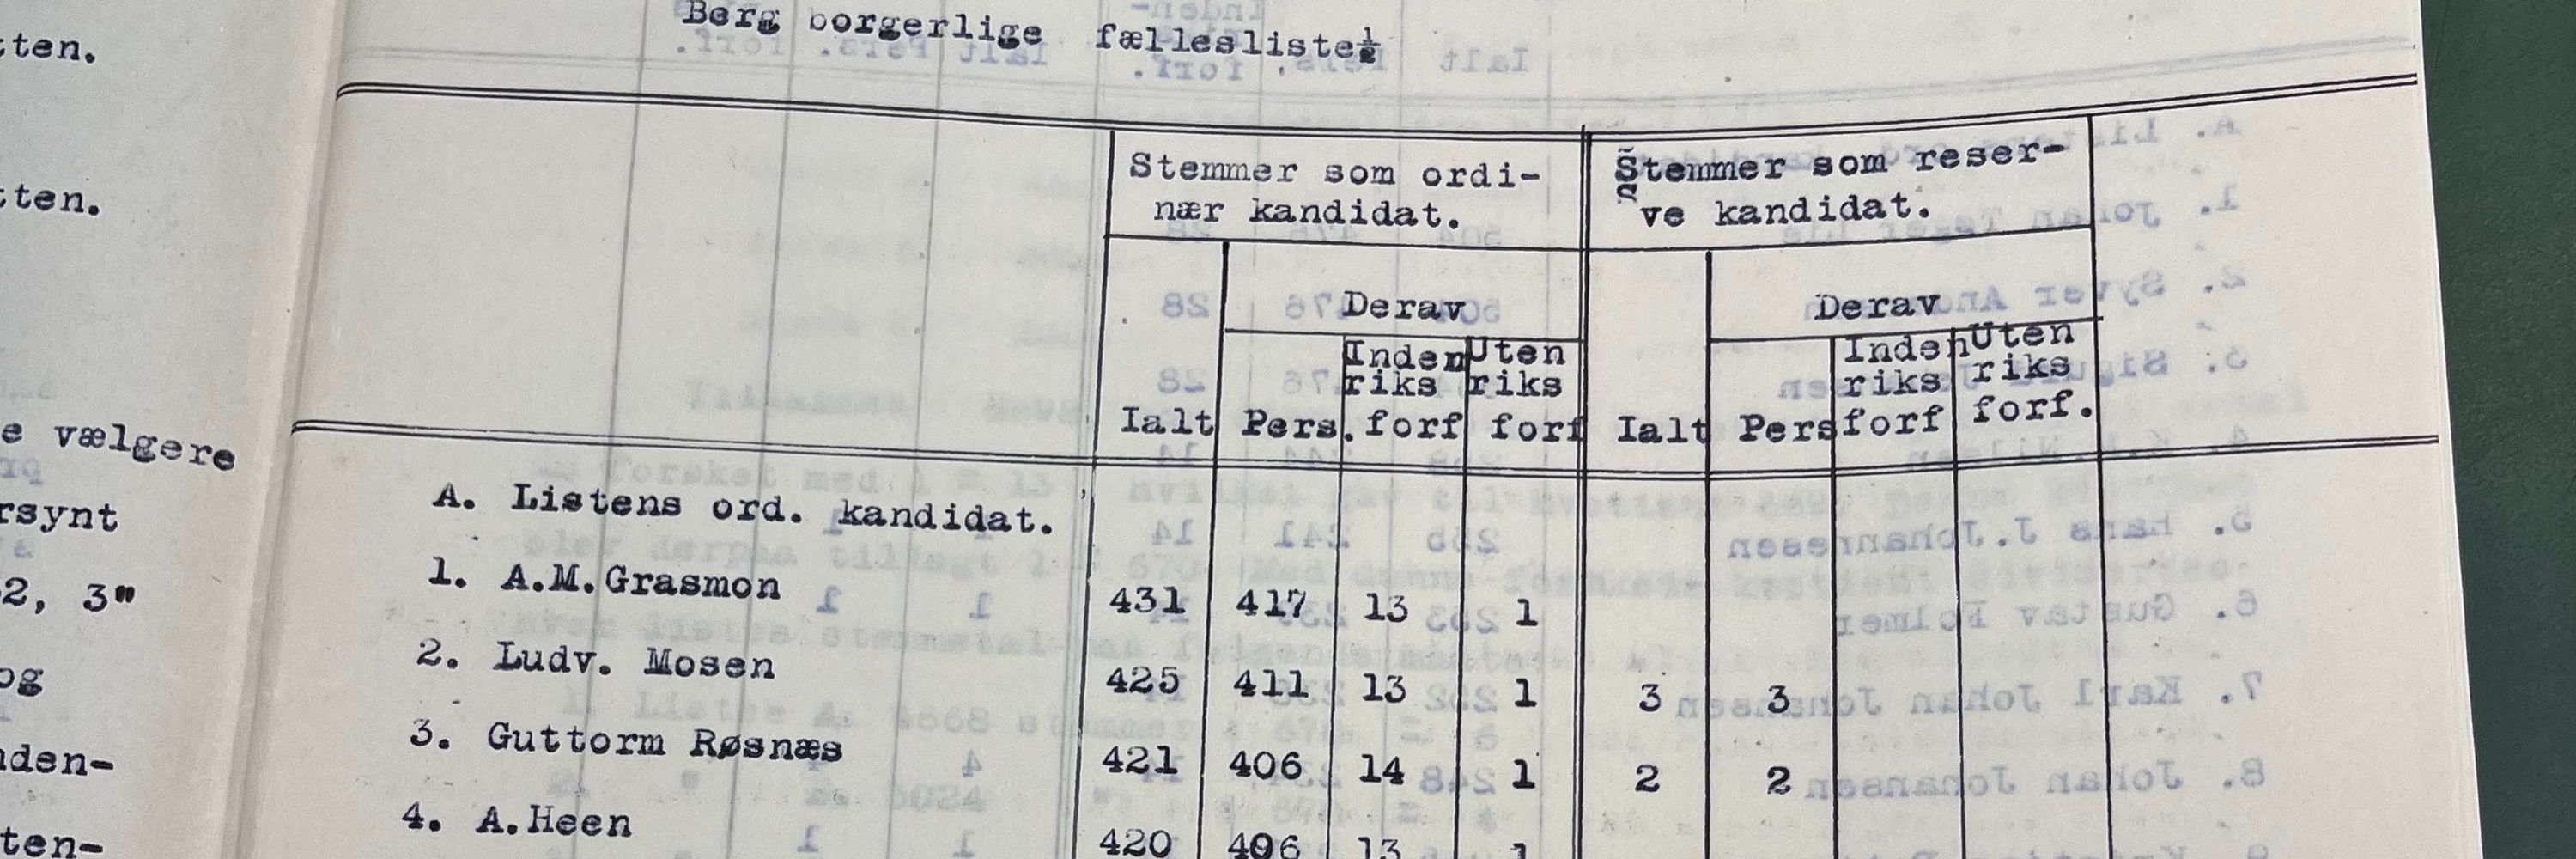 Berg borgerlige fællesliste
tten.
tten.
e vælgere
rsynt
2, 3"
og
nden-
ten-
Stemmer som ordi-
nær kandidat.
Stemmer som reser-
ve kandidat.
Derav
Derav
Inden Uten
riks riks
Ialt Pers. forf forf
Inden Uten
riks riks
Ialt Pers forf forf.
A. Listens ord. kandidat.
1. A.M.Grasmon 431 417 13 1
2. Ludv. Mosen 425 411 13 1 3 3
3. Guttorm Røsnæs 421 406 14 1 2 2
4. A.Heen 420 406 13 1